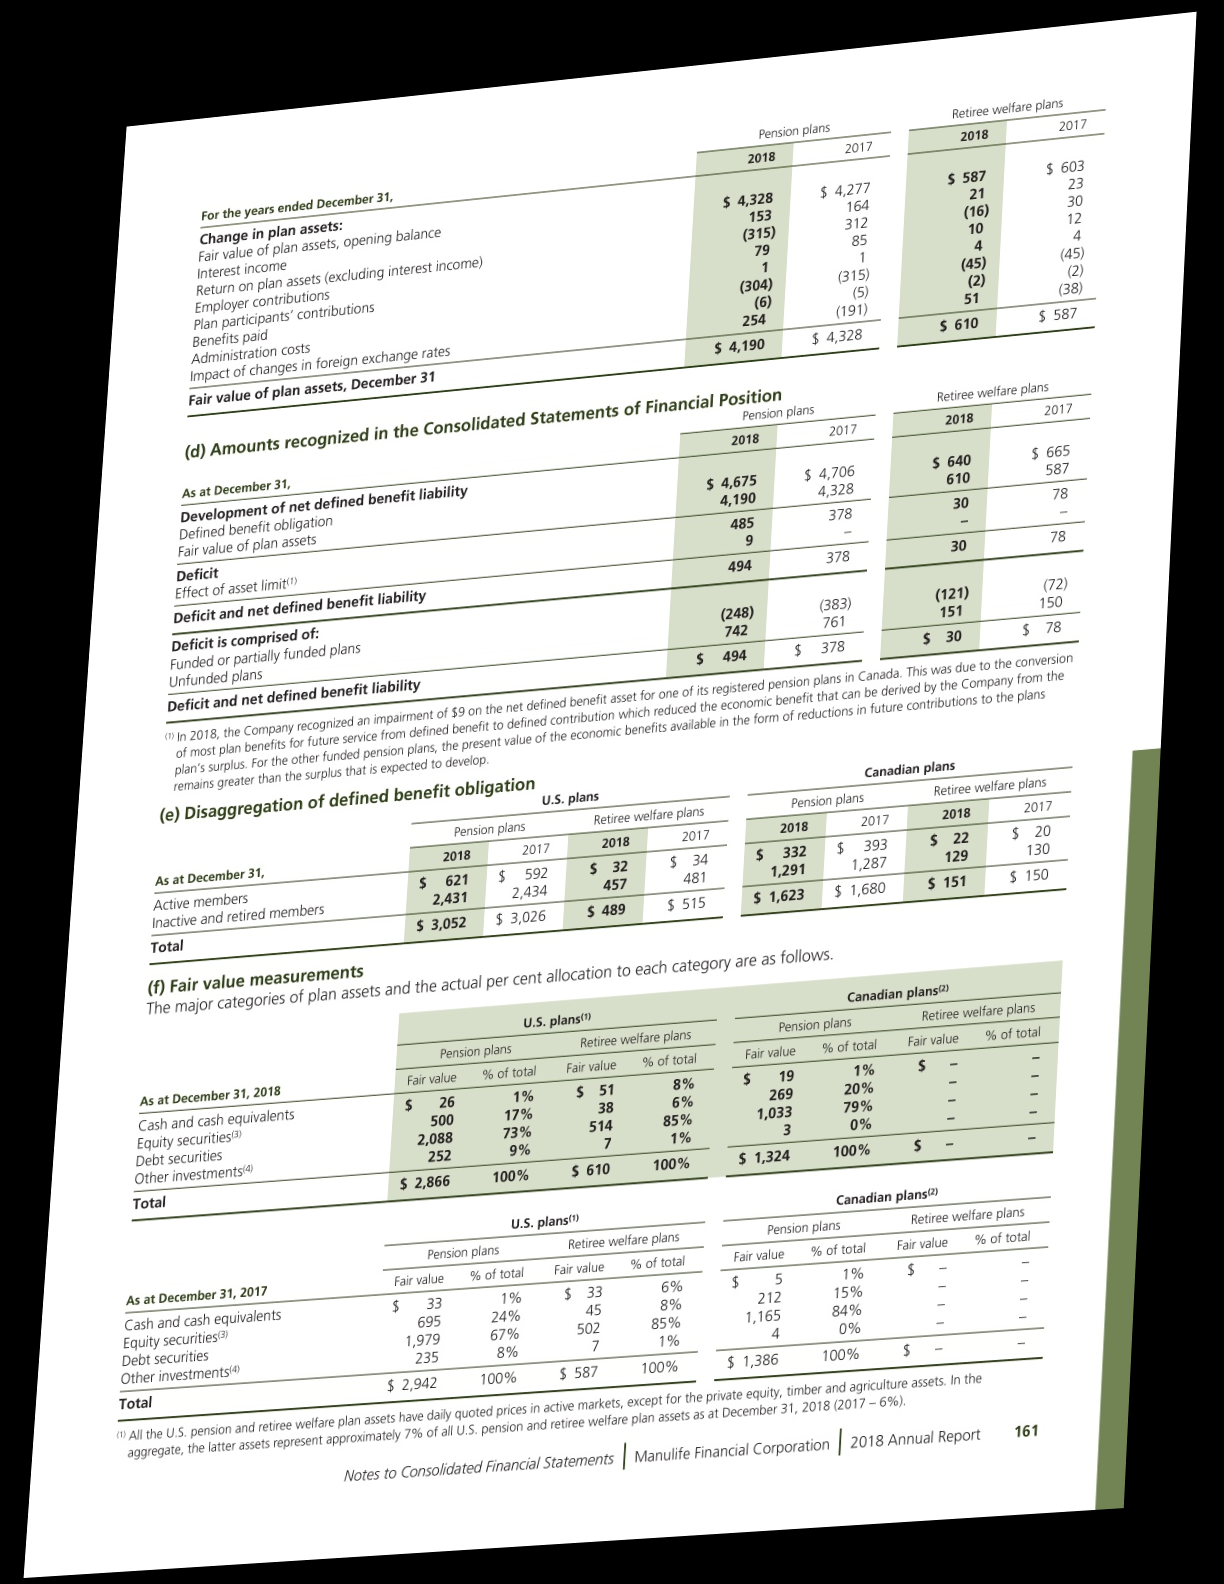 Pension plans Retiree welfare plans
For the years ended December 31, 2018 2017 2018 2017
Change in plan assets:
Fair value of plan assets, opening balance $ 4,328 $ 4,277 $ 587 $ 603
Interest income 153 164 21 23
Return on plan assets (excluding interest income) (315) 312 (16) 30
Employer contributions 79 85 10 12
Plan participants’ contributions 1 1 4 4
Benefits paid (304) (315) (45) (45)
Administration costs (6) (5) (2) (2)
Impact of changes in foreign exchange rates 254 (191) 51 (38)
Fair value of plan assets, December 31 $ 4,190 $ 4,328 $ 610 $ 587
(d) Amounts recognized in the Consolidated Statements of Financial Position
Pension plans Retiree welfare plans
As at December 31, 2018 2017 2018 2017
Development of net defined benefit liability
Defined benefit obligation $ 4,675 $ 4,706 $ 640 $ 665
Fair value of plan assets 4,190 4,328 610 587
Deficit 485 378 30 78
Effect of asset limit(1) 9 – – –
Deficit and net defined benefit liability 494 378 30 78
Deficit is comprised of:
Funded or partially funded plans (248) (383) (121) (72)
Unfunded plans 742 761 151 150
Deficit and net defined benefit liability $ 494 $ 378 $ 30 $ 78
(1) In 2018, the Company recognized an impairment of $9 on the net defined benefit asset for one of its registered pension plans in Canada. This was due to the conversion
of most plan benefits for future service from defined benefit to defined contribution which reduced the economic benefit that can be derived by the Company from the
plan’s surplus. For the other funded pension plans, the present value of the economic benefits available in the form of reductions in future contributions to the plans
remains greater than the surplus that is expected to develop.
(e) Disaggregation of defined benefit obligation
U.S. plans Canadian plans
Pension plans Retiree welfare plans Pension plans Retiree welfare plans
As at December 31, 2018 2017 2018 2017 2018 2017 2018 2017
Active members $ 621 $ 592 $ 32 $ 34 $ 332 $ 393 $ 22 $ 20
Inactive and retired members 2,431 2,434 457 481 1,291 1,287 129 130
Total $ 3,052 $ 3,026 $ 489 $ 515 $ 1,623 $ 1,680 $ 151 $ 150
(f) Fair value measurements
The major categories of plan assets and the actual per cent allocation to each category are as follows.
U.S. plans(1) Canadian plans(2)
Pension plans Retiree welfare plans Pension plans Retiree welfare plans
As at December 31, 2018 Fair value % of total Fair value % of total Fair value % of total Fair value % of total
Cash and cash equivalents $ 26 1% $ 51 8% $ 19 1% $ – –
Equity securities(3) 500 17% 38 6% 269 20% – –
Debt securities 2,088 73% 514 85% 1,033 79% – –
Other investments(4) 252 9% 7 1% 3 0% – –
Total $ 2,866 100% $ 610 100% $ 1,324 100% $ – –
U.S. plans(1) Canadian plans(2)
Pension plans Retiree welfare plans Pension plans Retiree welfare plans
As at December 31, 2017 Fair value % of total Fair value % of total Fair value % of total Fair value % of total
Cash and cash equivalents $ 33 1% $ 33 6% $ 5 1% $ – –
Equity securities(3) 695 24% 45 8% 212 15% – –
Debt securities 1,979 67% 502 85% 1,165 84% – –
Other investments(4) 235 8% 7 1% 4 0% – –
Total $ 2,942 100% $ 587 100% $ 1,386 100% $ – –
(1) All the U.S. pension and retiree welfare plan assets have daily quoted prices in active markets, except for the private equity, timber and agriculture assets. In the
aggregate, the latter assets represent approximately 7% of all U.S. pension and retiree welfare plan assets as at December 31, 2018 (2017 – 6%).
Notes to Consolidated Financial Statements | Manulife Financial Corporation | 2018 Annual Report 161